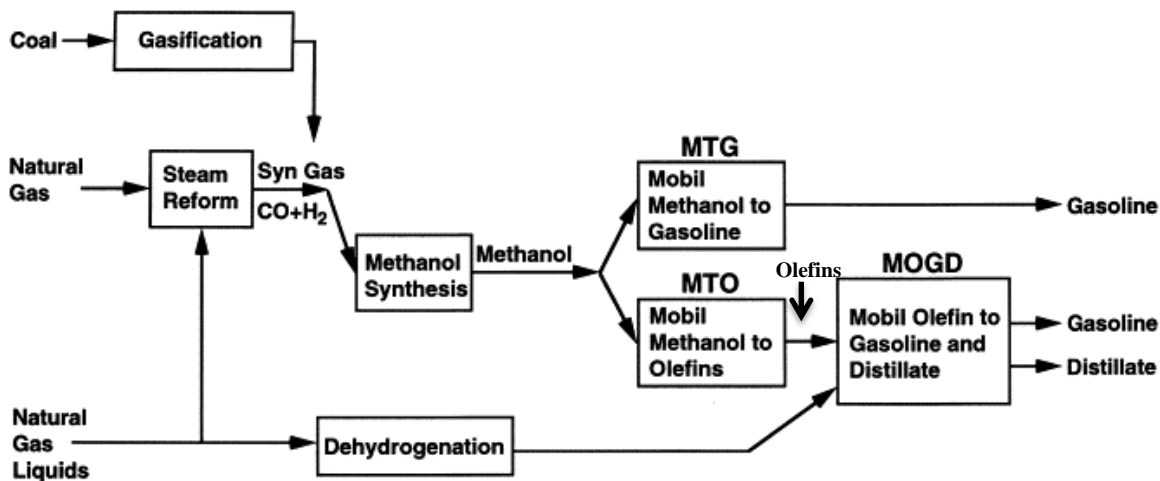 Coal
Gasification
Natural
Gas
Steam
Reform
Syn Gas
CO+H₂
Methanol
Synthesis
Methanol
MTG
Mobil
Methanol to
Gasoline
Gasoline
Olefins
MTO
Mobil
Methanol to
Olefins
MOGD
Mobil Olefin to
Gasoline and
Distillate
Gasoline
Distillate
Natural
Gas
Liquids
Dehydrogenation